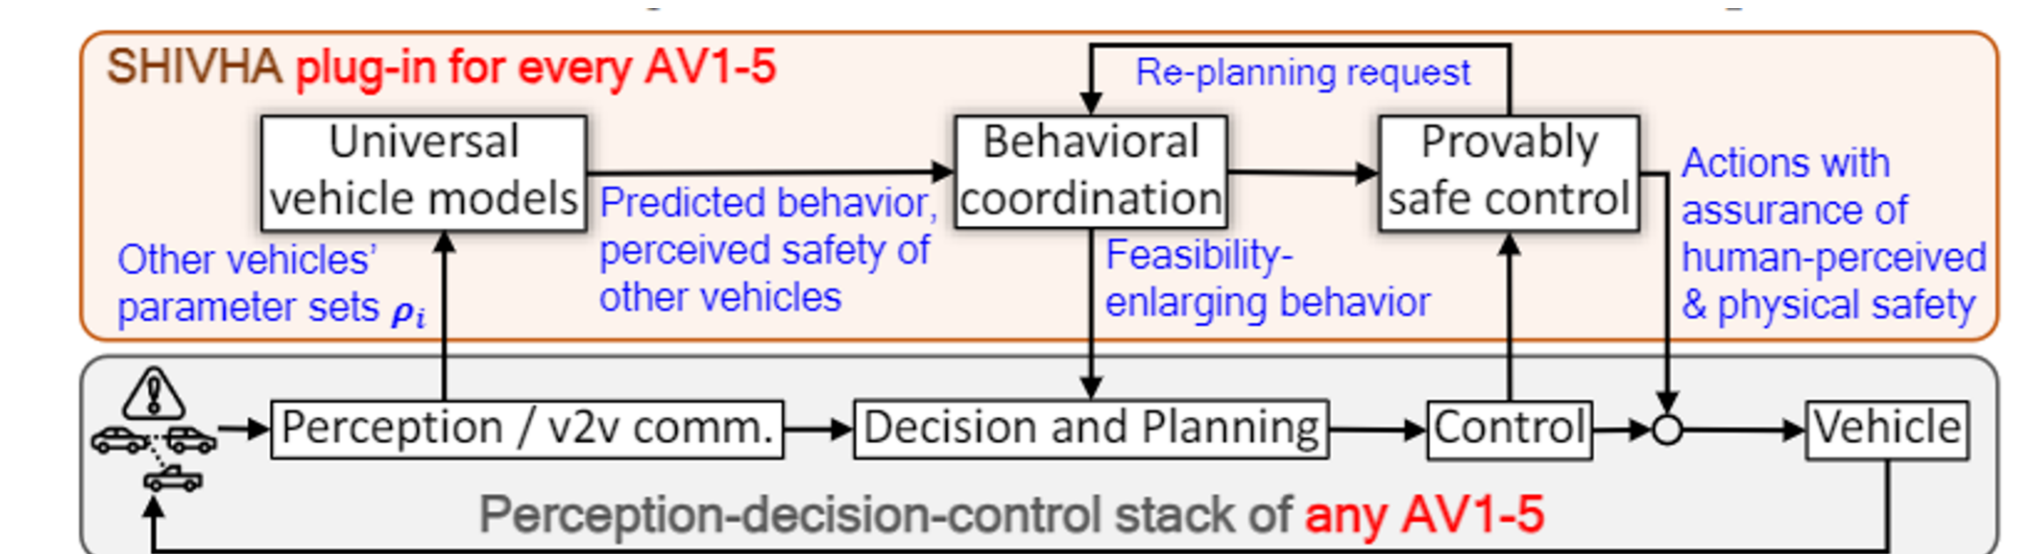 SHIVHA plug-in for every AV1-5
Re-planning request
Universal
vehicle models
Behavioral
coordination
Provably
safe control
Predicted behavior,
perceived safety of
other vehicles
Actions with
assurance of
human-perceived
& physical safety
Other vehicles’
parameter sets ρᵢ
Feasibility-
enlarging behavior
Perception / v2v comm.
Decision and Planning
Control
Vehicle
Perception-decision-control stack of any AV1-5